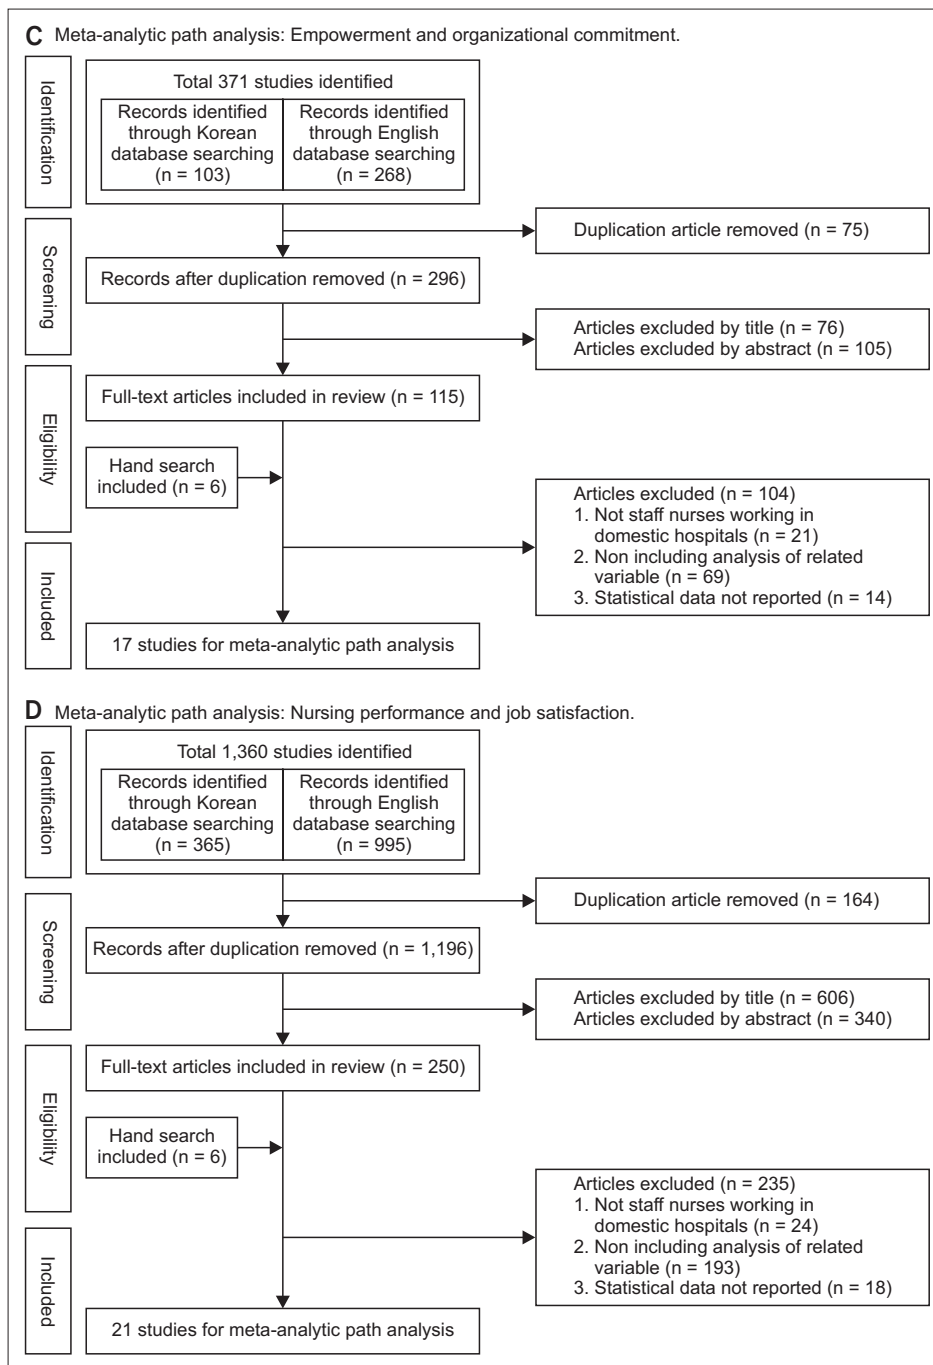 C Meta-analytic path analysis: Empowerment and organizational commitment.
Identification
Total 371 studies identified
Records identified
through Korean
database searching
(n = 103)
Records identified
through English
database searching
(n = 268)
Screening
Duplication article removed (n = 75)
Records after duplication removed (n = 296)
Articles excluded by title (n = 76)
Articles excluded by abstract (n = 105)
Eligibility
Full-text articles included in review (n = 115)
Hand search
included (n = 6)
Articles excluded (n = 104)
1. Not staff nurses working in
domestic hospitals (n = 21)
2. Non including analysis of related
variable (n = 69)
3. Statistical data not reported (n = 14)
Included
17 studies for meta-analytic path analysis
D Meta-analytic path analysis: Nursing performance and job satisfaction.
Identification
Total 1,360 studies identified
Records identified
through Korean
database searching
(n = 365)
Records identified
through English
database searching
(n = 995)
Screening
Duplication article removed (n = 164)
Records after duplication removed (n = 1,196)
Articles excluded by title (n = 606)
Articles excluded by abstract (n = 340)
Eligibility
Full-text articles included in review (n = 250)
Hand search
included (n = 6)
Articles excluded (n = 235)
1. Not staff nurses working in
domestic hospitals (n = 24)
2. Non including analysis of related
variable (n = 193)
3. Statistical data not reported (n = 18)
Included
21 studies for meta-analytic path analysis